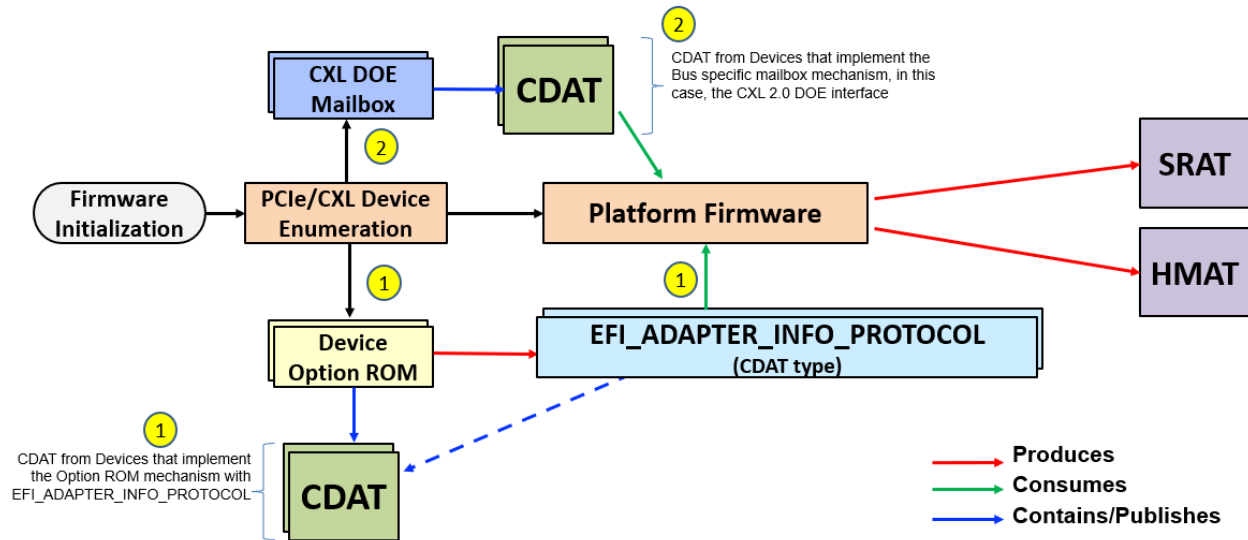 2
2
CDAT from Devices that implement the
Bus specific mailbox mechanism, in this
case, the CXL 2.0 DOE interface
CXL DOE
Mailbox
CDAT
2
SRAT
Firmware
Initialization
PCIe/CXL Device
Enumeration
Platform Firmware
HMAT
1
1
Device
Option ROM
EFI_ADAPTER_INFO_PROTOCOL
(CDAT type)
1
CDAT from Devices that implement
the Option ROM mechanism with
EFI_ADAPTER_INFO_PROTOCOL
CDAT
Produces
Consumes
Contains/Publishes